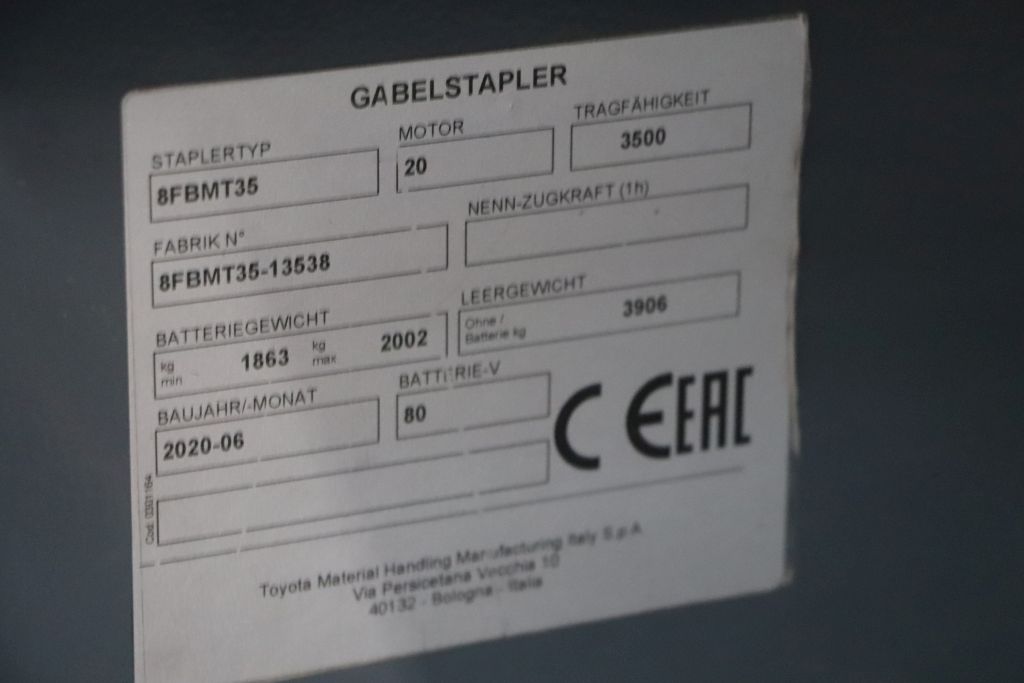 GABELSTAPLER
STAPLERTYP MOTOR TRAGFÄHIGKEIT
8FBMT35 20 3500
FABRIK N° NENN-ZUGKRAFT (1h)
8FBMT35-13538
BATTERIEGEWICHT LEERGEWICHT
kg min 1863 kg max 2002 Ohne / Batterie kg 3906
BAUJAHR/-MONAT BATTERIE-V
2020-06 80
CE EAC
Toyota Material Handling Manufacturing Italy S.p.A
Via Persicetana Vecchia 10
40132 - Bologna - Italia